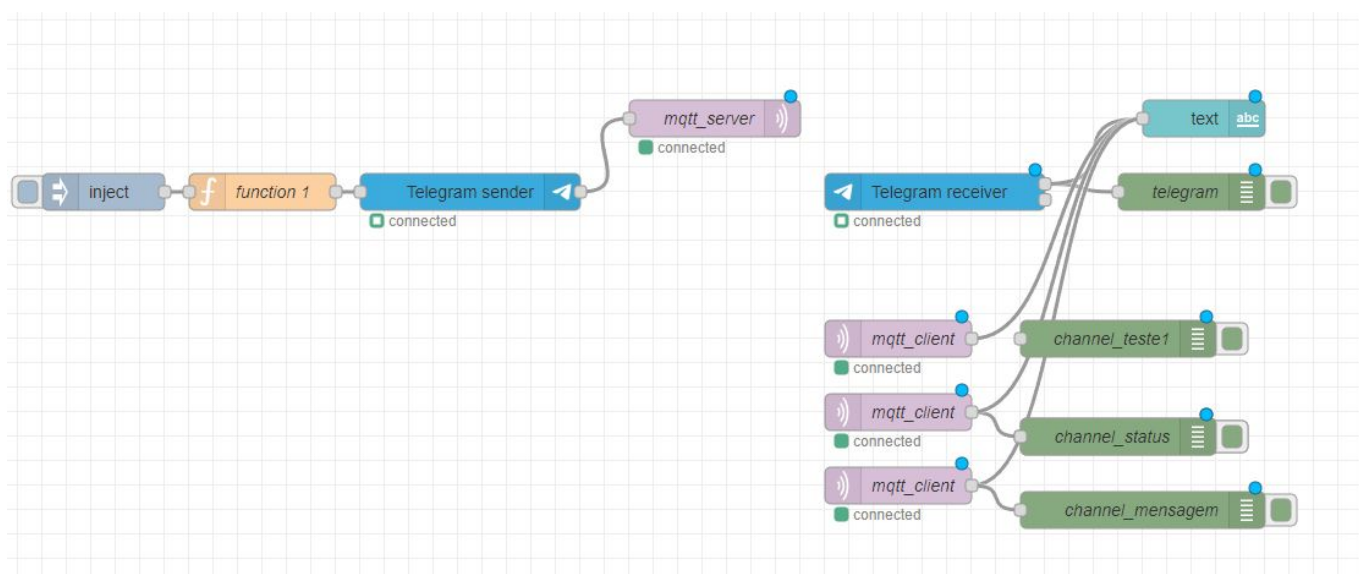 mqtt_server
connected
text abc
inject
function 1
Telegram sender
connected
Telegram receiver
connected
telegram
mqtt_client
connected
channel_teste1
mqtt_client
connected
channel_status
mqtt_client
connected
channel_mensagem